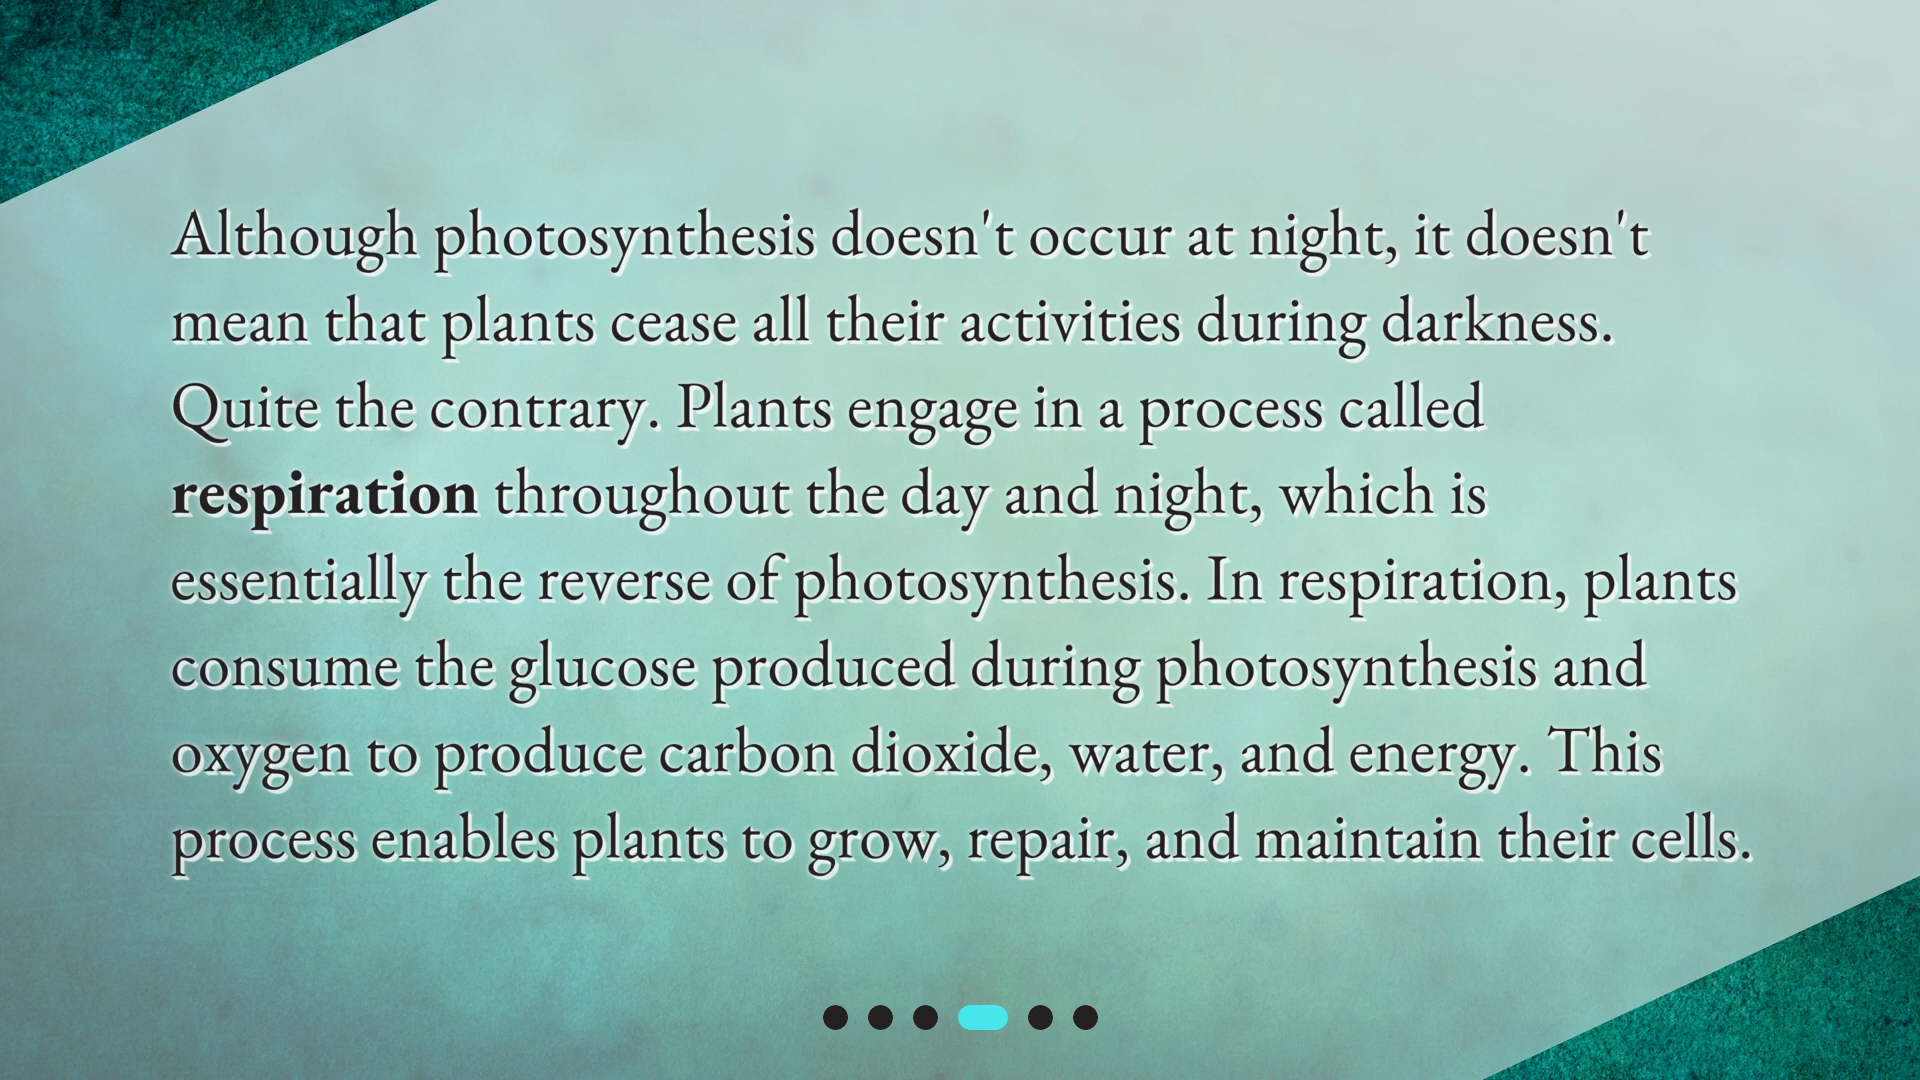 Although photosynthesis doesn't occur at night, it doesn't
mean that plants cease all their activities during darkness.
Quite the contrary. Plants engage in a process called
respiration throughout the day and night, which is
essentially the reverse of photosynthesis. In respiration, plants
consume the glucose produced during photosynthesis and
oxygen to produce carbon dioxide, water, and energy. This
process enables plants to grow, repair, and maintain their cells.